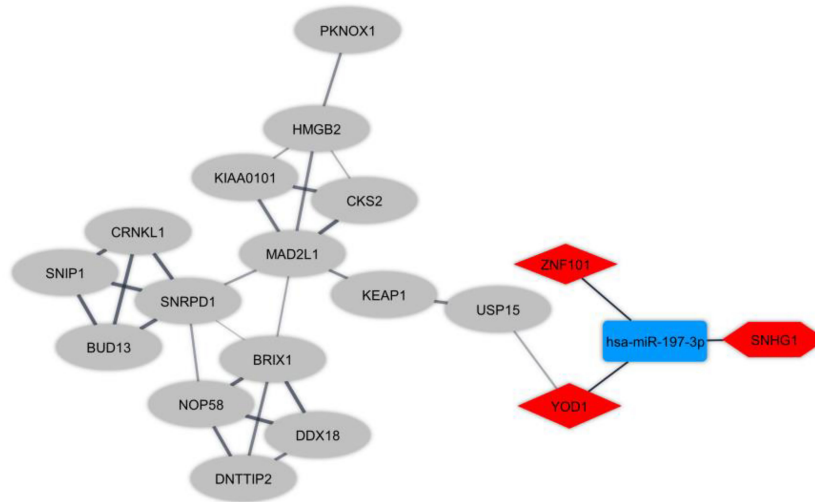 PKNOX1
HMGB2
KIAA0101
CKS2
CRNKL1
MAD2L1
ZNF101
SNIP1
SNRPD1
KEAP1
USP15
hsa-miR-197-3p
SNHG1
BUD13
BRIX1
NOP58
YOD1
DDX18
DNTTIP2